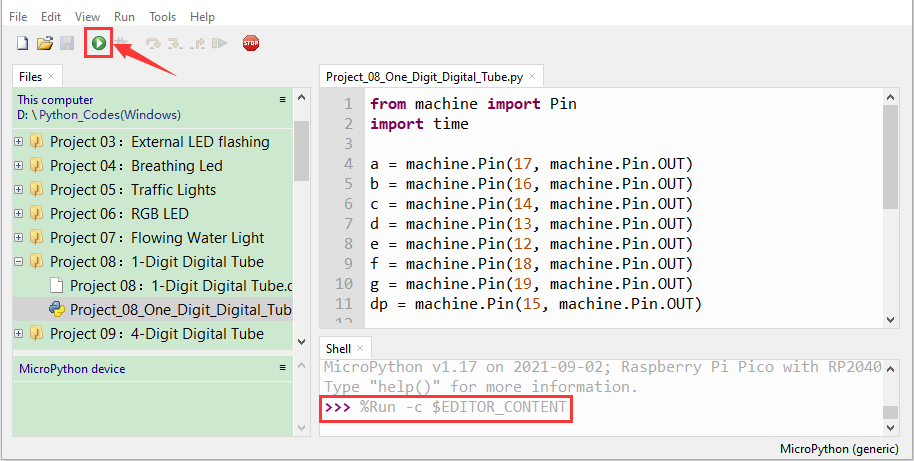 File Edit View Run Tools Help
STOP
Files ×
This computer
D: \ Python_Codes(Windows)
Project 03：External LED flashing
Project 04：Breathing Led
Project 05：Traffic Lights
Project 06：RGB LED
Project 07：Flowing Water Light
Project 08：1-Digit Digital Tube
Project 08：1-Digit Digital Tube.d
Project_08_One_Digit_Digital_Tub
Project 09：4-Digit Digital Tube
MicroPython device
Project_08_One_Digit_Digital_Tube.py ×
1 from machine import Pin
2 import time
3
4 a = machine.Pin(17, machine.Pin.OUT)
5 b = machine.Pin(16, machine.Pin.OUT)
6 c = machine.Pin(14, machine.Pin.OUT)
7 d = machine.Pin(13, machine.Pin.OUT)
8 e = machine.Pin(12, machine.Pin.OUT)
9 f = machine.Pin(18, machine.Pin.OUT)
10 g = machine.Pin(19, machine.Pin.OUT)
11 dp = machine.Pin(15, machine.Pin.OUT)
12
Shell ×
MicroPython v1.17 on 2021-09-02; Raspberry Pi Pico with RP2040
Type "help()" for more information.
>>> %Run -c $EDITOR_CONTENT
MicroPython (generic)